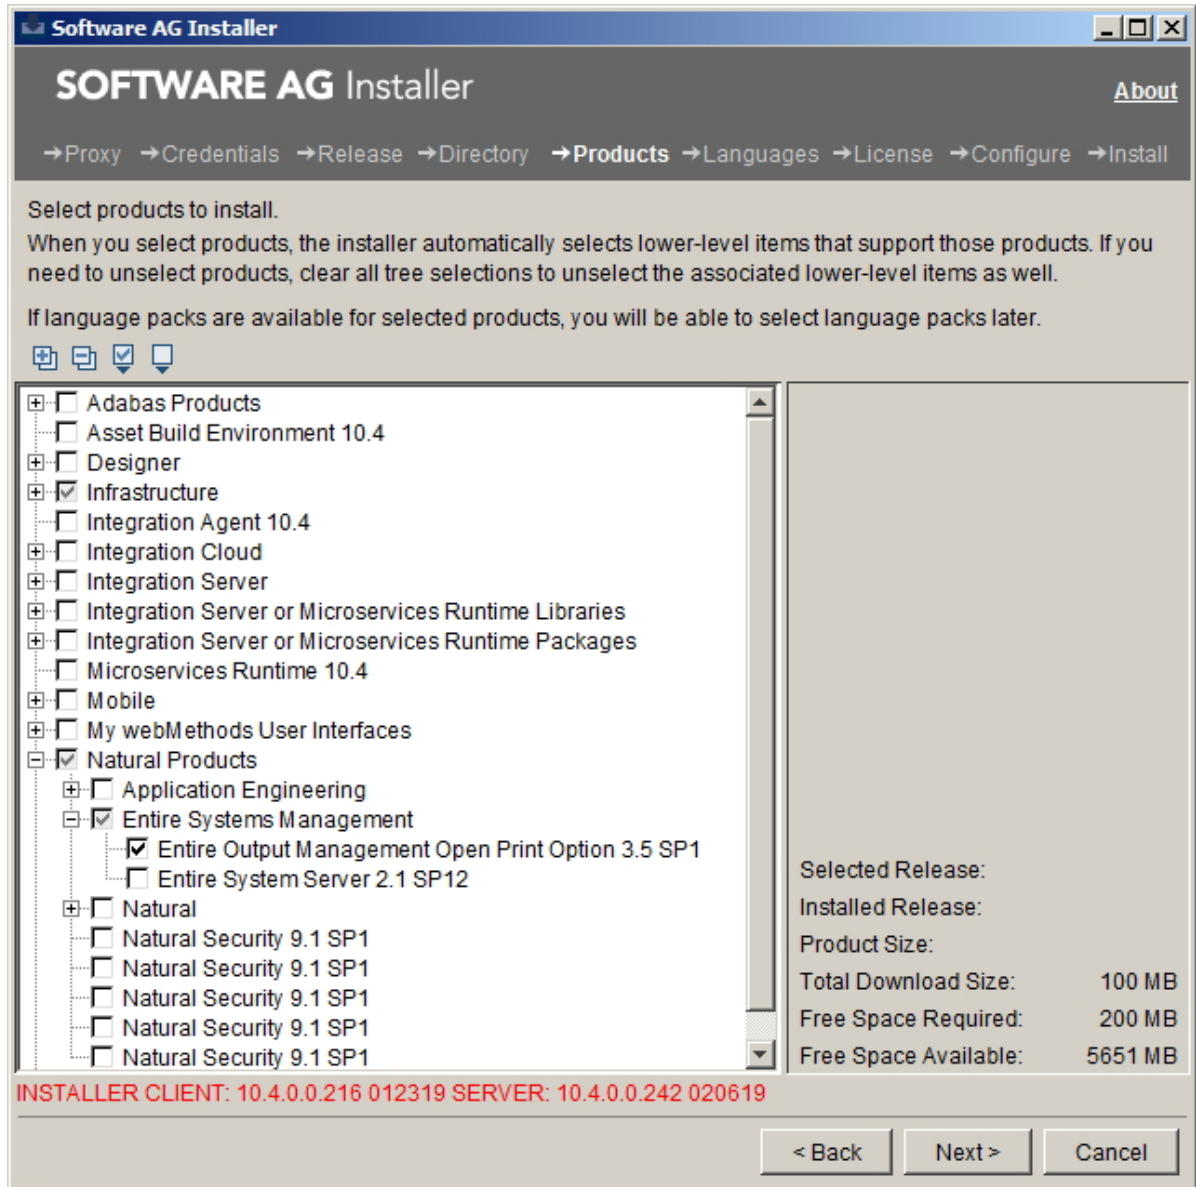 Software AG Installer
SOFTWARE AG Installer
About
→Proxy →Credentials →Release →Directory →Products →Languages →License →Configure →Install
Select products to install.
When you select products, the installer automatically selects lower-level items that support those products. If you
need to unselect products, clear all tree selections to unselect the associated lower-level items as well.
If language packs are available for selected products, you will be able to select language packs later.
Adabas Products
Asset Build Environment 10.4
Designer
Infrastructure
Integration Agent 10.4
Integration Cloud
Integration Server
Integration Server or Microservices Runtime Libraries
Integration Server or Microservices Runtime Packages
Microservices Runtime 10.4
Mobile
My webMethods User Interfaces
Natural Products
Application Engineering
Entire Systems Management
Entire Output Management Open Print Option 3.5 SP1
Entire System Server 2.1 SP12
Natural
Natural Security 9.1 SP1
Natural Security 9.1 SP1
Natural Security 9.1 SP1
Natural Security 9.1 SP1
Natural Security 9.1 SP1
Selected Release:
Installed Release:
Product Size:
Total Download Size: 100 MB
Free Space Required: 200 MB
Free Space Available: 5651 MB
INSTALLER CLIENT: 10.4.0.0.216 012319 SERVER: 10.4.0.0.242 020619
< Back
Next >
Cancel